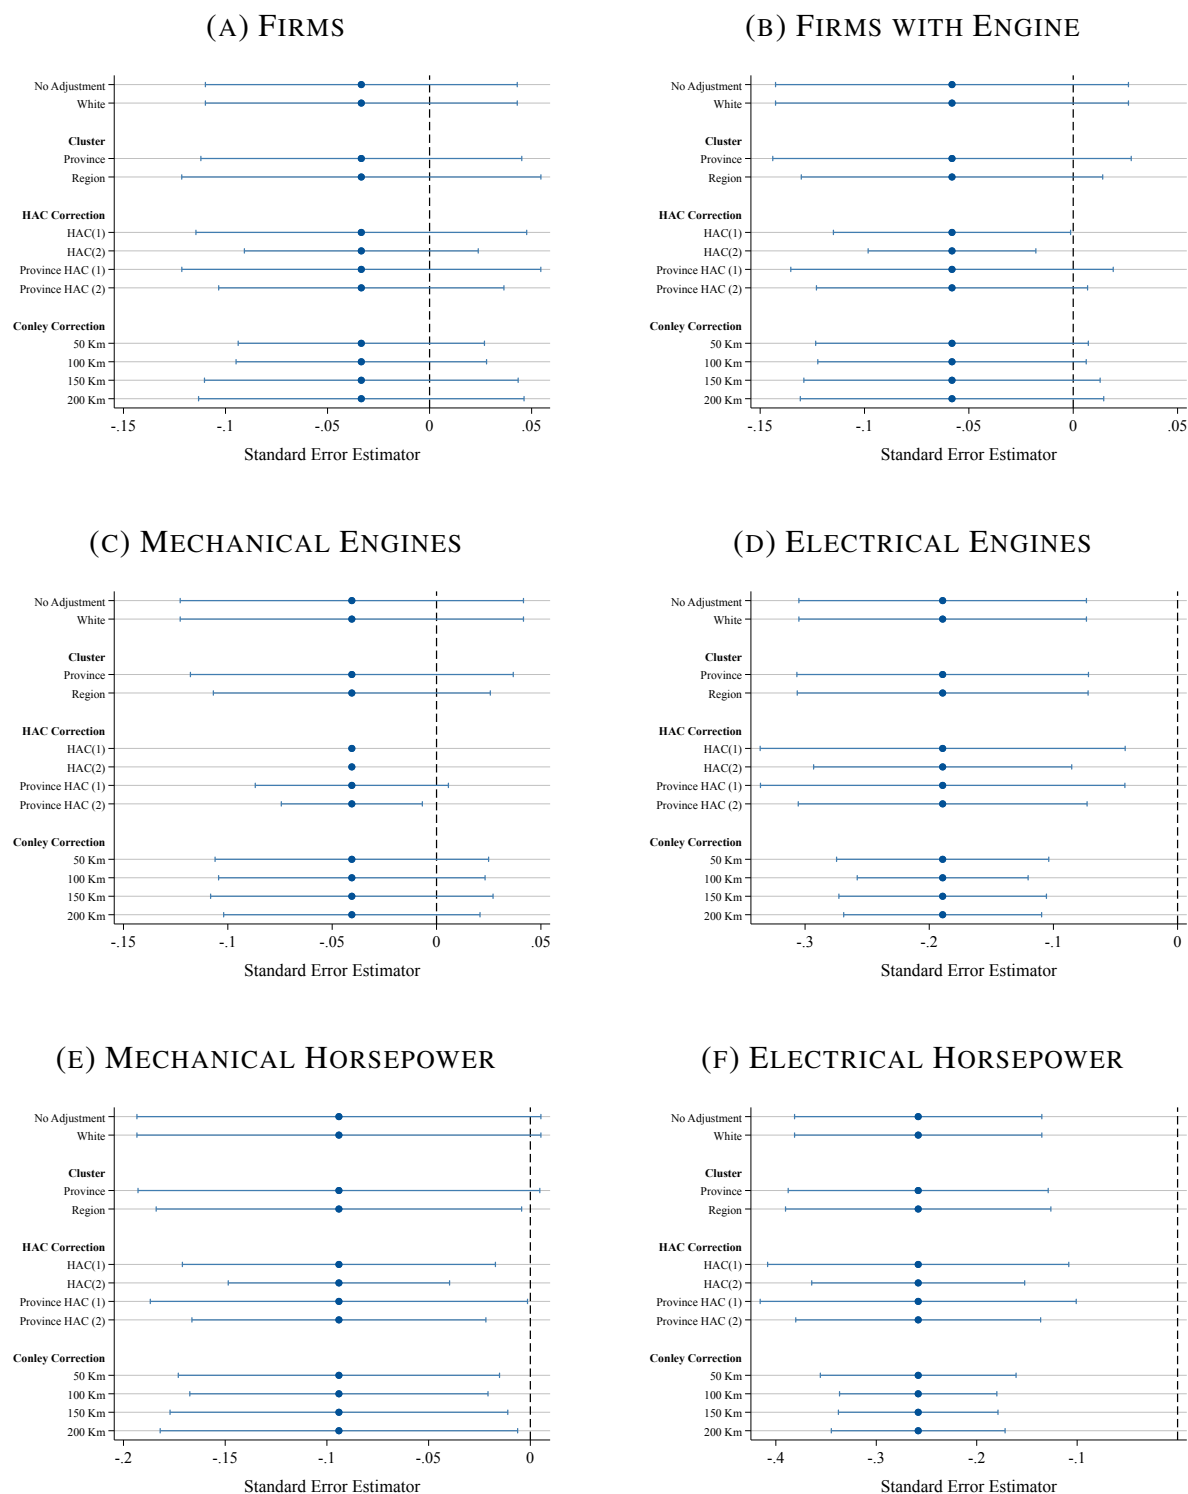 (A) FIRMS
No Adjustment
White
Cluster
Province
Region
HAC Correction
HAC(1)
HAC(2)
Province HAC (1)
Province HAC (2)
Conley Correction
50 Km
100 Km
150 Km
200 Km
-.15 -.1 -.05 0 .05
Standard Error Estimator
(B) FIRMS WITH ENGINE
No Adjustment
White
Cluster
Province
Region
HAC Correction
HAC(1)
HAC(2)
Province HAC (1)
Province HAC (2)
Conley Correction
50 Km
100 Km
150 Km
200 Km
-.15 -.1 -.05 0 .05
Standard Error Estimator
(C) MECHANICAL ENGINES
No Adjustment
White
Cluster
Province
Region
HAC Correction
HAC(1)
HAC(2)
Province HAC (1)
Province HAC (2)
Conley Correction
50 Km
100 Km
150 Km
200 Km
-.15 -.1 -.05 0 .05
Standard Error Estimator
(D) ELECTRICAL ENGINES
No Adjustment
White
Cluster
Province
Region
HAC Correction
HAC(1)
HAC(2)
Province HAC (1)
Province HAC (2)
Conley Correction
50 Km
100 Km
150 Km
200 Km
-.3 -.2 -.1 0
Standard Error Estimator
(E) MECHANICAL HORSEPOWER
No Adjustment
White
Cluster
Province
Region
HAC Correction
HAC(1)
HAC(2)
Province HAC (1)
Province HAC (2)
Conley Correction
50 Km
100 Km
150 Km
200 Km
-.2 -.15 -.1 -.05 0
Standard Error Estimator
(F) ELECTRICAL HORSEPOWER
No Adjustment
White
Cluster
Province
Region
HAC Correction
HAC(1)
HAC(2)
Province HAC (1)
Province HAC (2)
Conley Correction
50 Km
100 Km
150 Km
200 Km
-.4 -.3 -.2 -.1
Standard Error Estimator